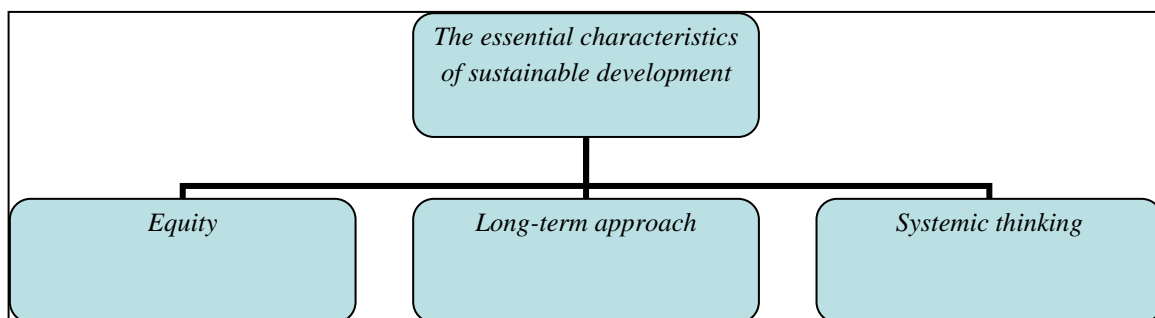 The essential characteristics
of sustainable development
Equity
Long-term approach
Systemic thinking